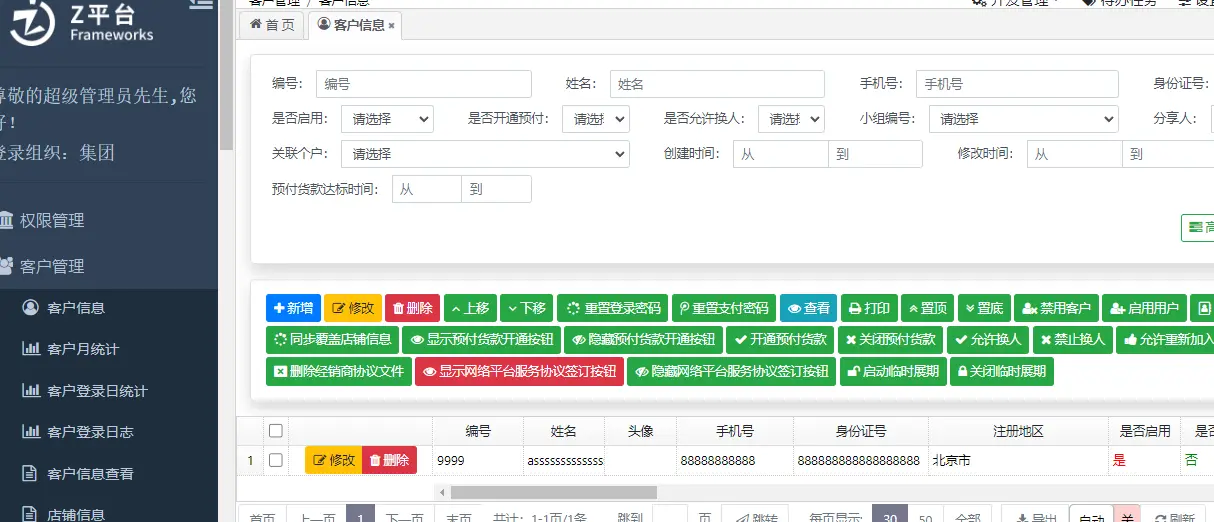 Z平台
Frameworks
尊敬的超级管理员先生,您
好!
登录组织：集团
权限管理
客户管理
客户信息
客户月统计
客户登录日统计
客户登录日志
客户信息查看
店铺信息
客户管理 / 客户信息
开发管理 待办任务
首页 客户信息 ×
编号： 编号 姓名： 姓名 手机号： 手机号 身份证号：
是否启用： 请选择 是否开通预付： 请选 是否允许换人： 请选 小组编号： 请选择 分享人：
关联个户： 请选择 创建时间： 从 到 修改时间： 从 到
预付货款达标时间： 从 到
高
新增 修改 删除 上移 下移 重置登录密码 重置支付密码 查看 打印 置顶 置底 禁用客户 启用用户
同步覆盖店铺信息 显示预付货款开通按钮 隐藏预付货款开通按钮 开通预付货款 关闭预付货款 允许换人 禁止换人 允许重新加入
删除经销商协议文件 显示网络平台服务协议签订按钮 隐藏网络平台服务协议签订按钮 启动临时展期 关闭临时展期
编号 姓名 头像 手机号 身份证号 注册地区 是否启用 是否
1 修改 删除 9999 asssssssssssss 88888888888 888888888888888888 北京市 是 否
首页 上一页 1 下一页 末页 共计：1-1页/1条 跳到 页 跳转 每页显示： 30 50 全部 导出 自动 关 刷新